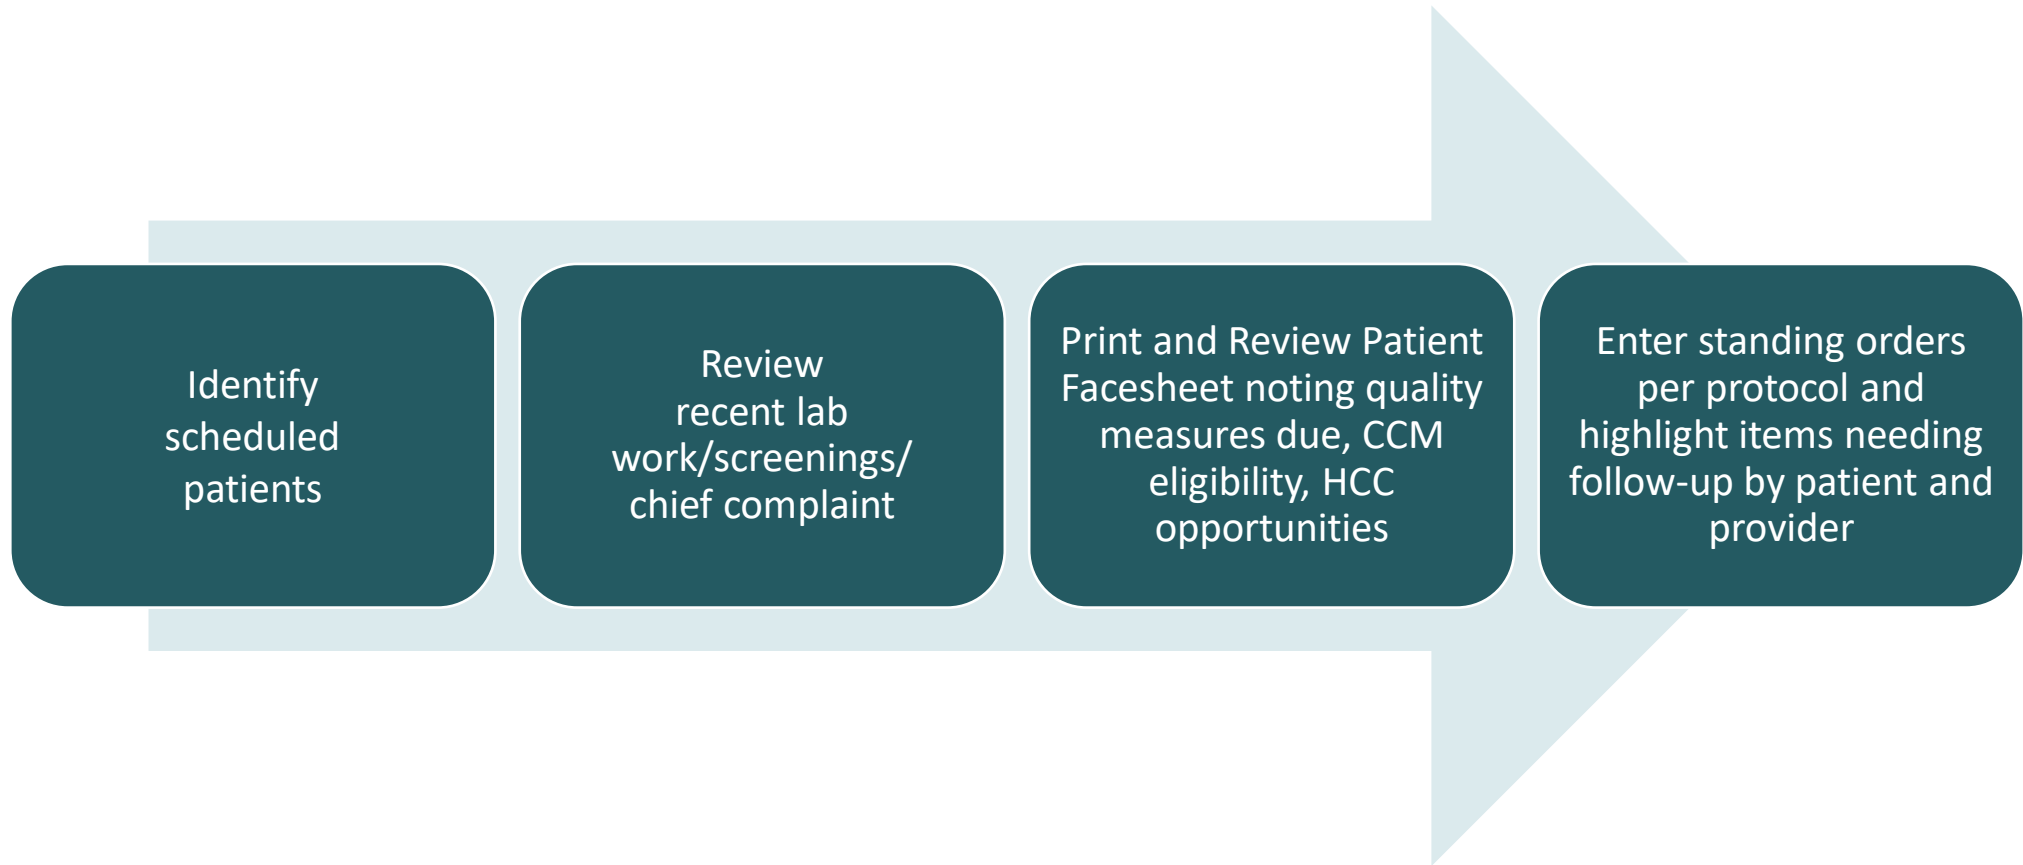 Identify
scheduled
patients
Review
recent lab
work/screenings/
chief complaint
Print and Review Patient
Facesheet noting quality
measures due, CCM
eligibility, HCC
opportunities
Enter standing orders
per protocol and
highlight items needing
follow-up by patient and
provider